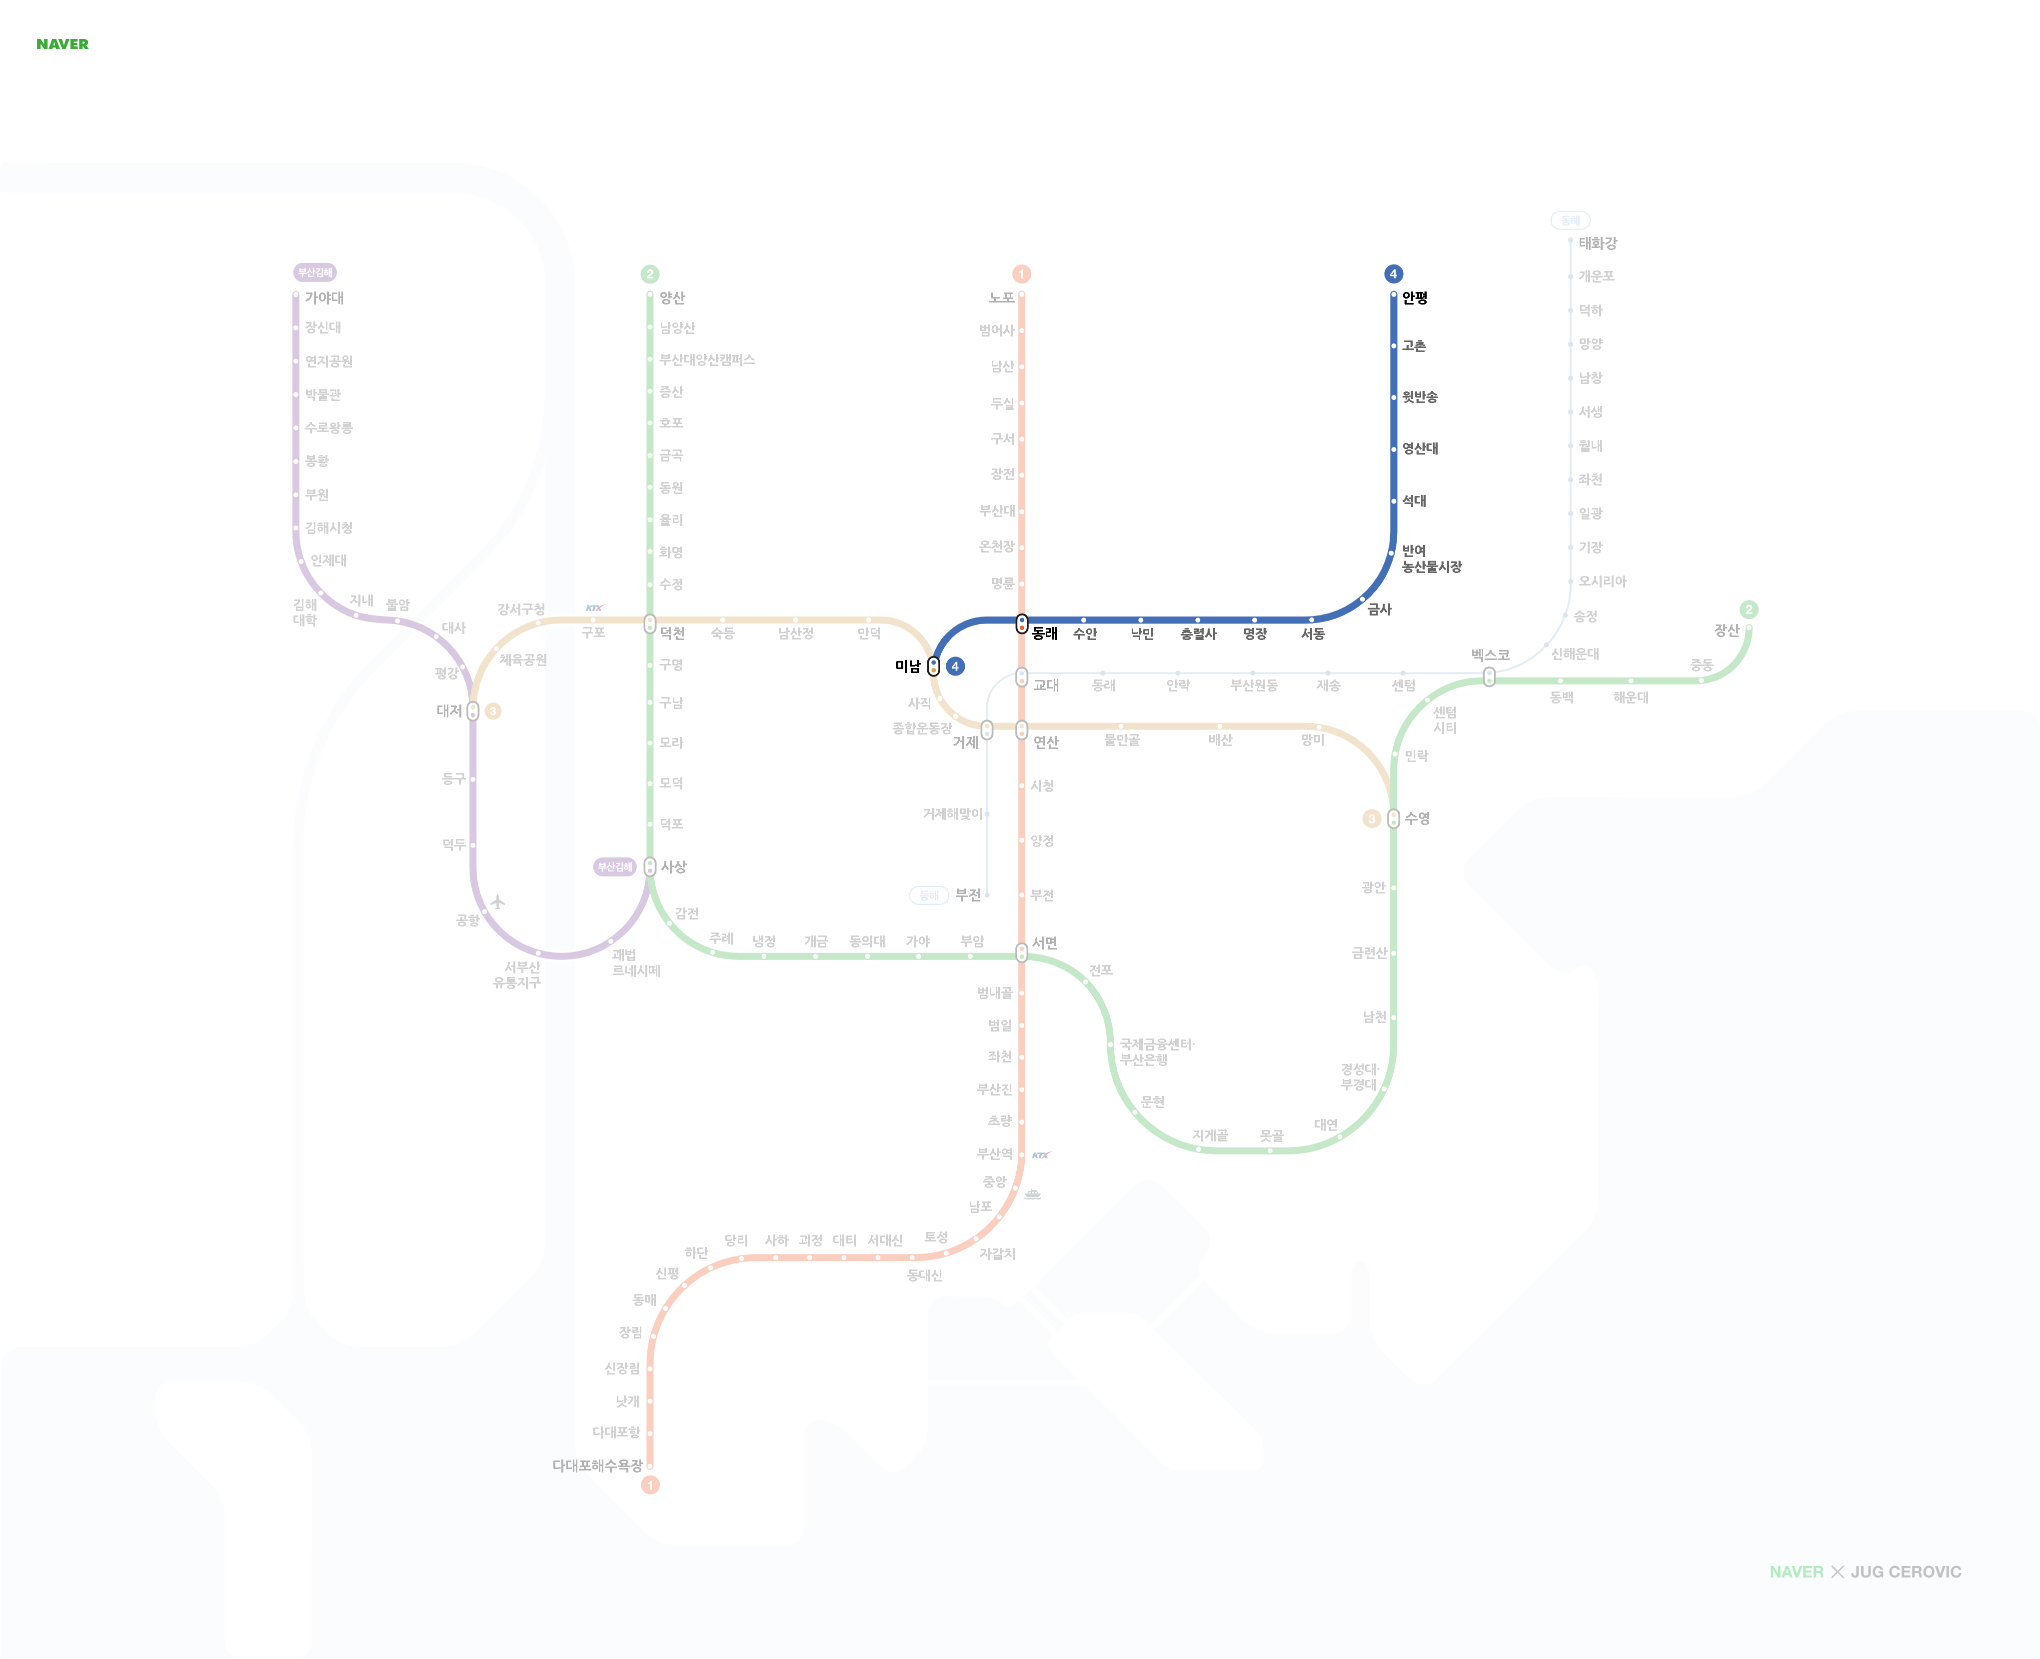 NAVER
동해
태화강
개운포
덕하
망양
남창
서생
월내
좌천
일광
기장
오시리아
송정
신해운대
벡스코
센텀
재송
부산원동
안락
동래
교대
거제
거제해맞이
동해
부전
부산김해
가야대
장신대
연지공원
박물관
수로왕릉
봉황
부원
김해시청
인제대
김해
대학
지내
불암
대사
평강
대저
등구
덕두
공항
서부산
유통지구
괘법
르네시떼
부산김해
사상
2
양산
남양산
부산대양산캠퍼스
증산
호포
금곡
동원
율리
화명
수정
덕천
구명
구남
모라
모덕
덕포
감전
주례
냉정
개금
동의대
가야
부암
서면
전포
국제금융센터·
부산은행
문현
지게골
못골
대연
경성대·
부경대
남천
금련산
광안
수영
민락
센텀
시티
동백
해운대
중동
장산
2
1
노포
범어사
남산
두실
구서
장전
부산대
온천장
명륜
동래
연산
시청
양정
부전
범내골
범일
좌천
부산진
초량
부산역
KTX
중앙
남포
자갈치
토성
동대신
서대신
대티
괴정
사하
당리
하단
신평
동매
장림
신장림
낫개
다대포항
다대포해수욕장
1
4
안평
고촌
윗반송
영산대
석대
반여
농산물시장
금사
서동
명장
충렬사
낙민
수안
미남
4
3
체육공원
강서구청
KTX
구포
숙등
남산정
만덕
사직
종합운동장
물만골
배산
망미
3
NAVER × JUG CEROVIC